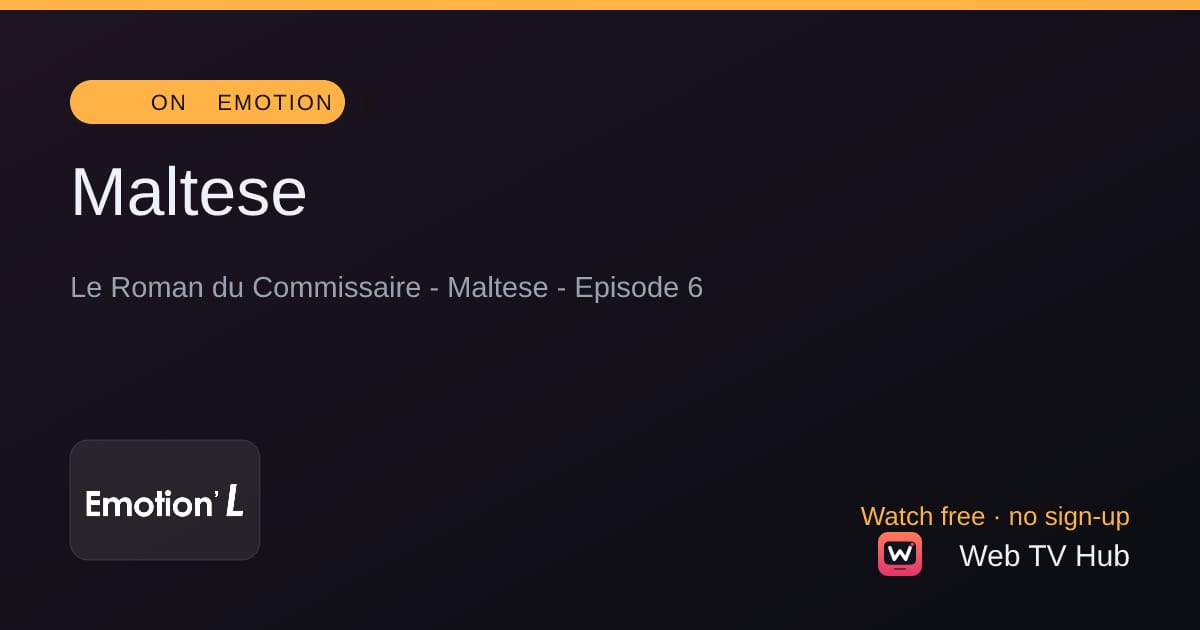 ON EMOTION
Maltese
Le Roman du Commissaire - Maltese - Episode 6
Emotion' L
Watch free · no sign-up
W
Web TV Hub